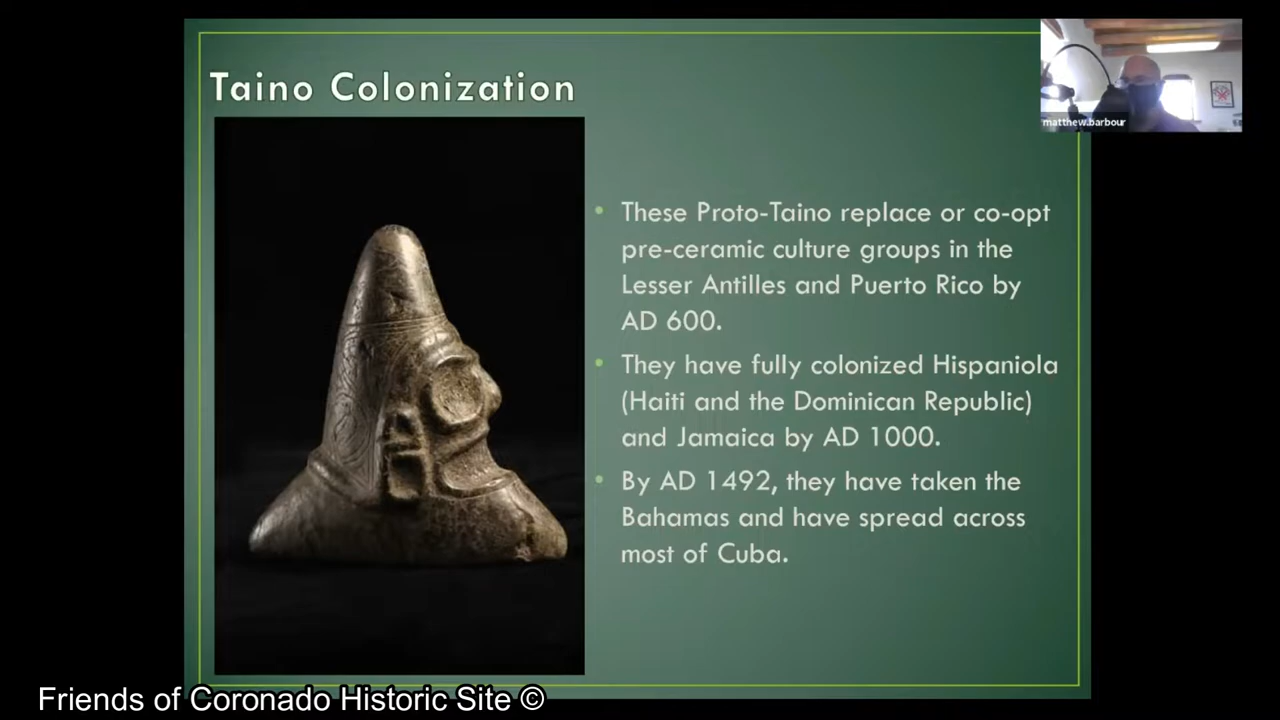 Taino Colonization
matthew.barbour
• These Proto-Taino replace or co-opt
pre-ceramic culture groups in the
Lesser Antilles and Puerto Rico by
AD 600.
• They have fully colonized Hispaniola
(Haiti and the Dominican Republic)
and Jamaica by AD 1000.
• By AD 1492, they have taken the
Bahamas and have spread across
most of Cuba.
Friends of Coronado Historic Site ©